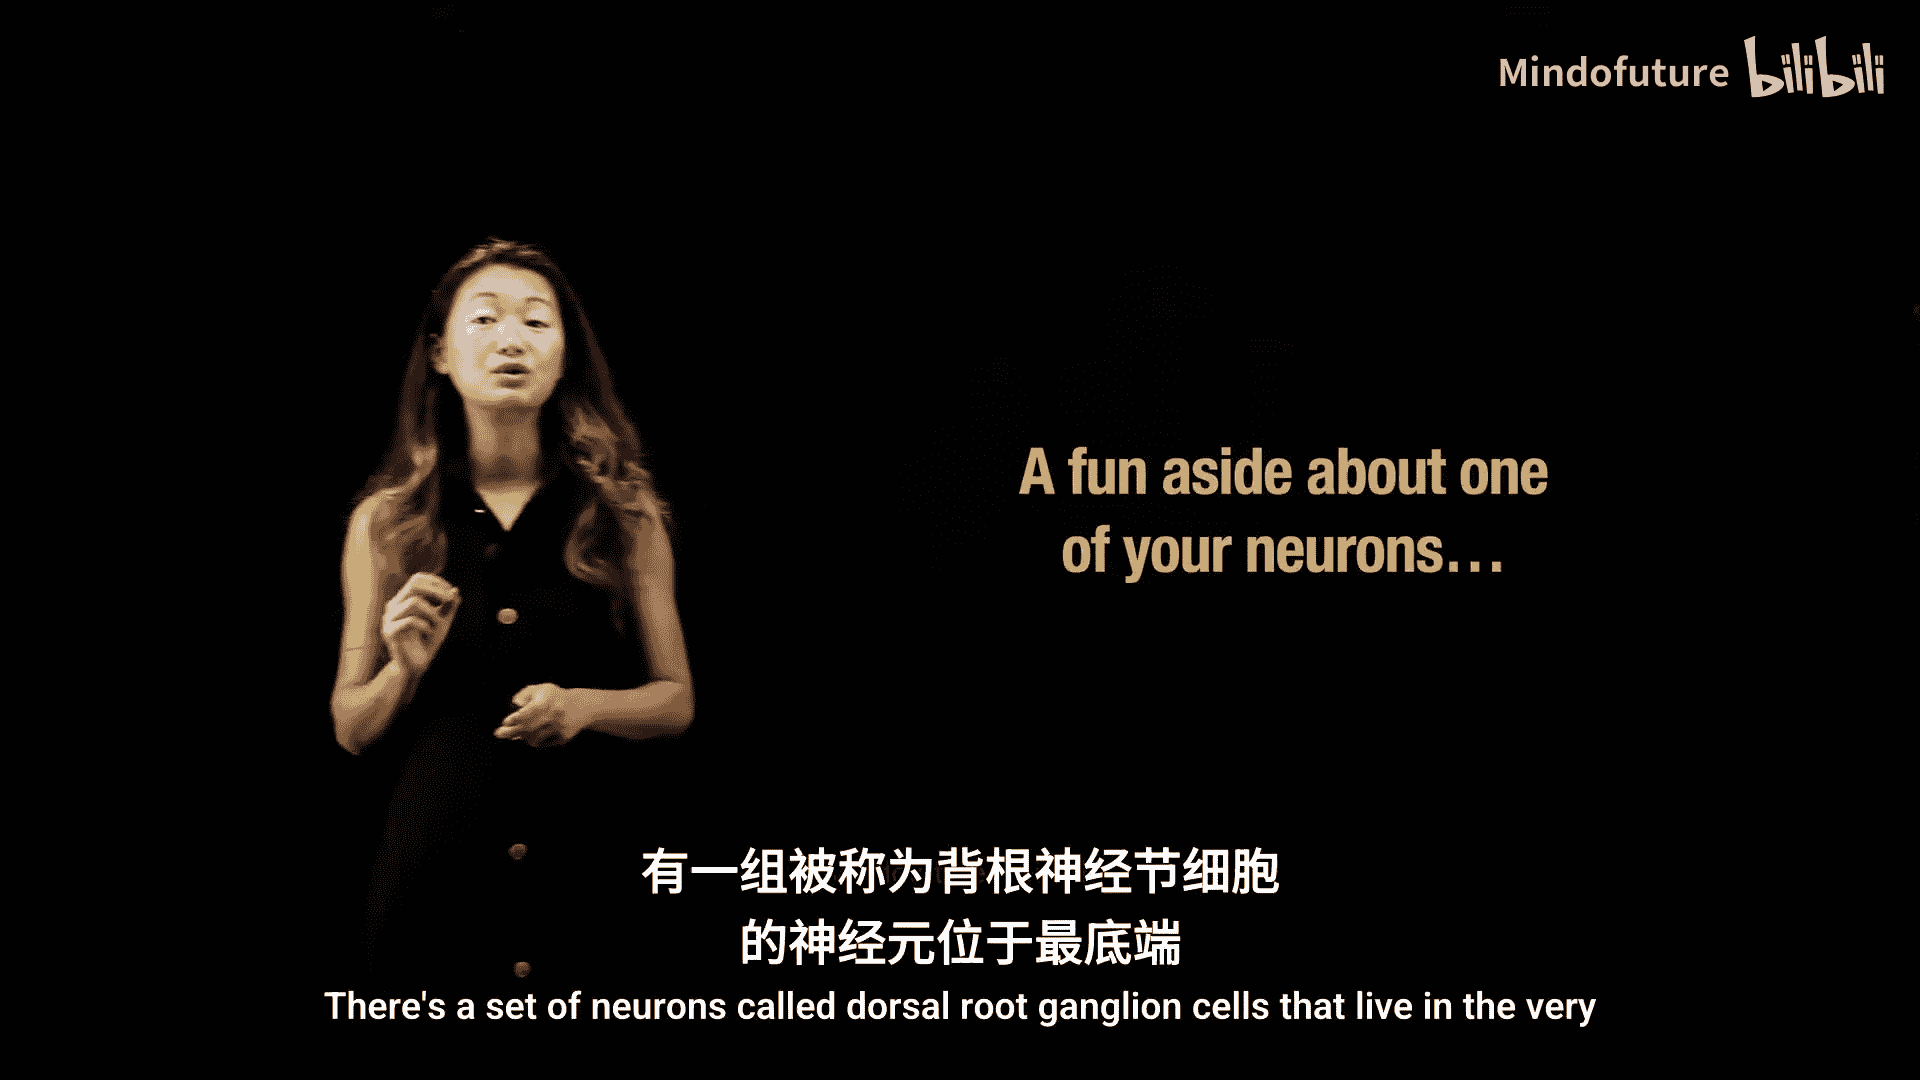 Mindofuture bilibili
A fun aside about one
of your neurons...
有一组被称为背根神经节细胞
的神经元位于最底端
There's a set of neurons called dorsal root ganglion cells that live in the very